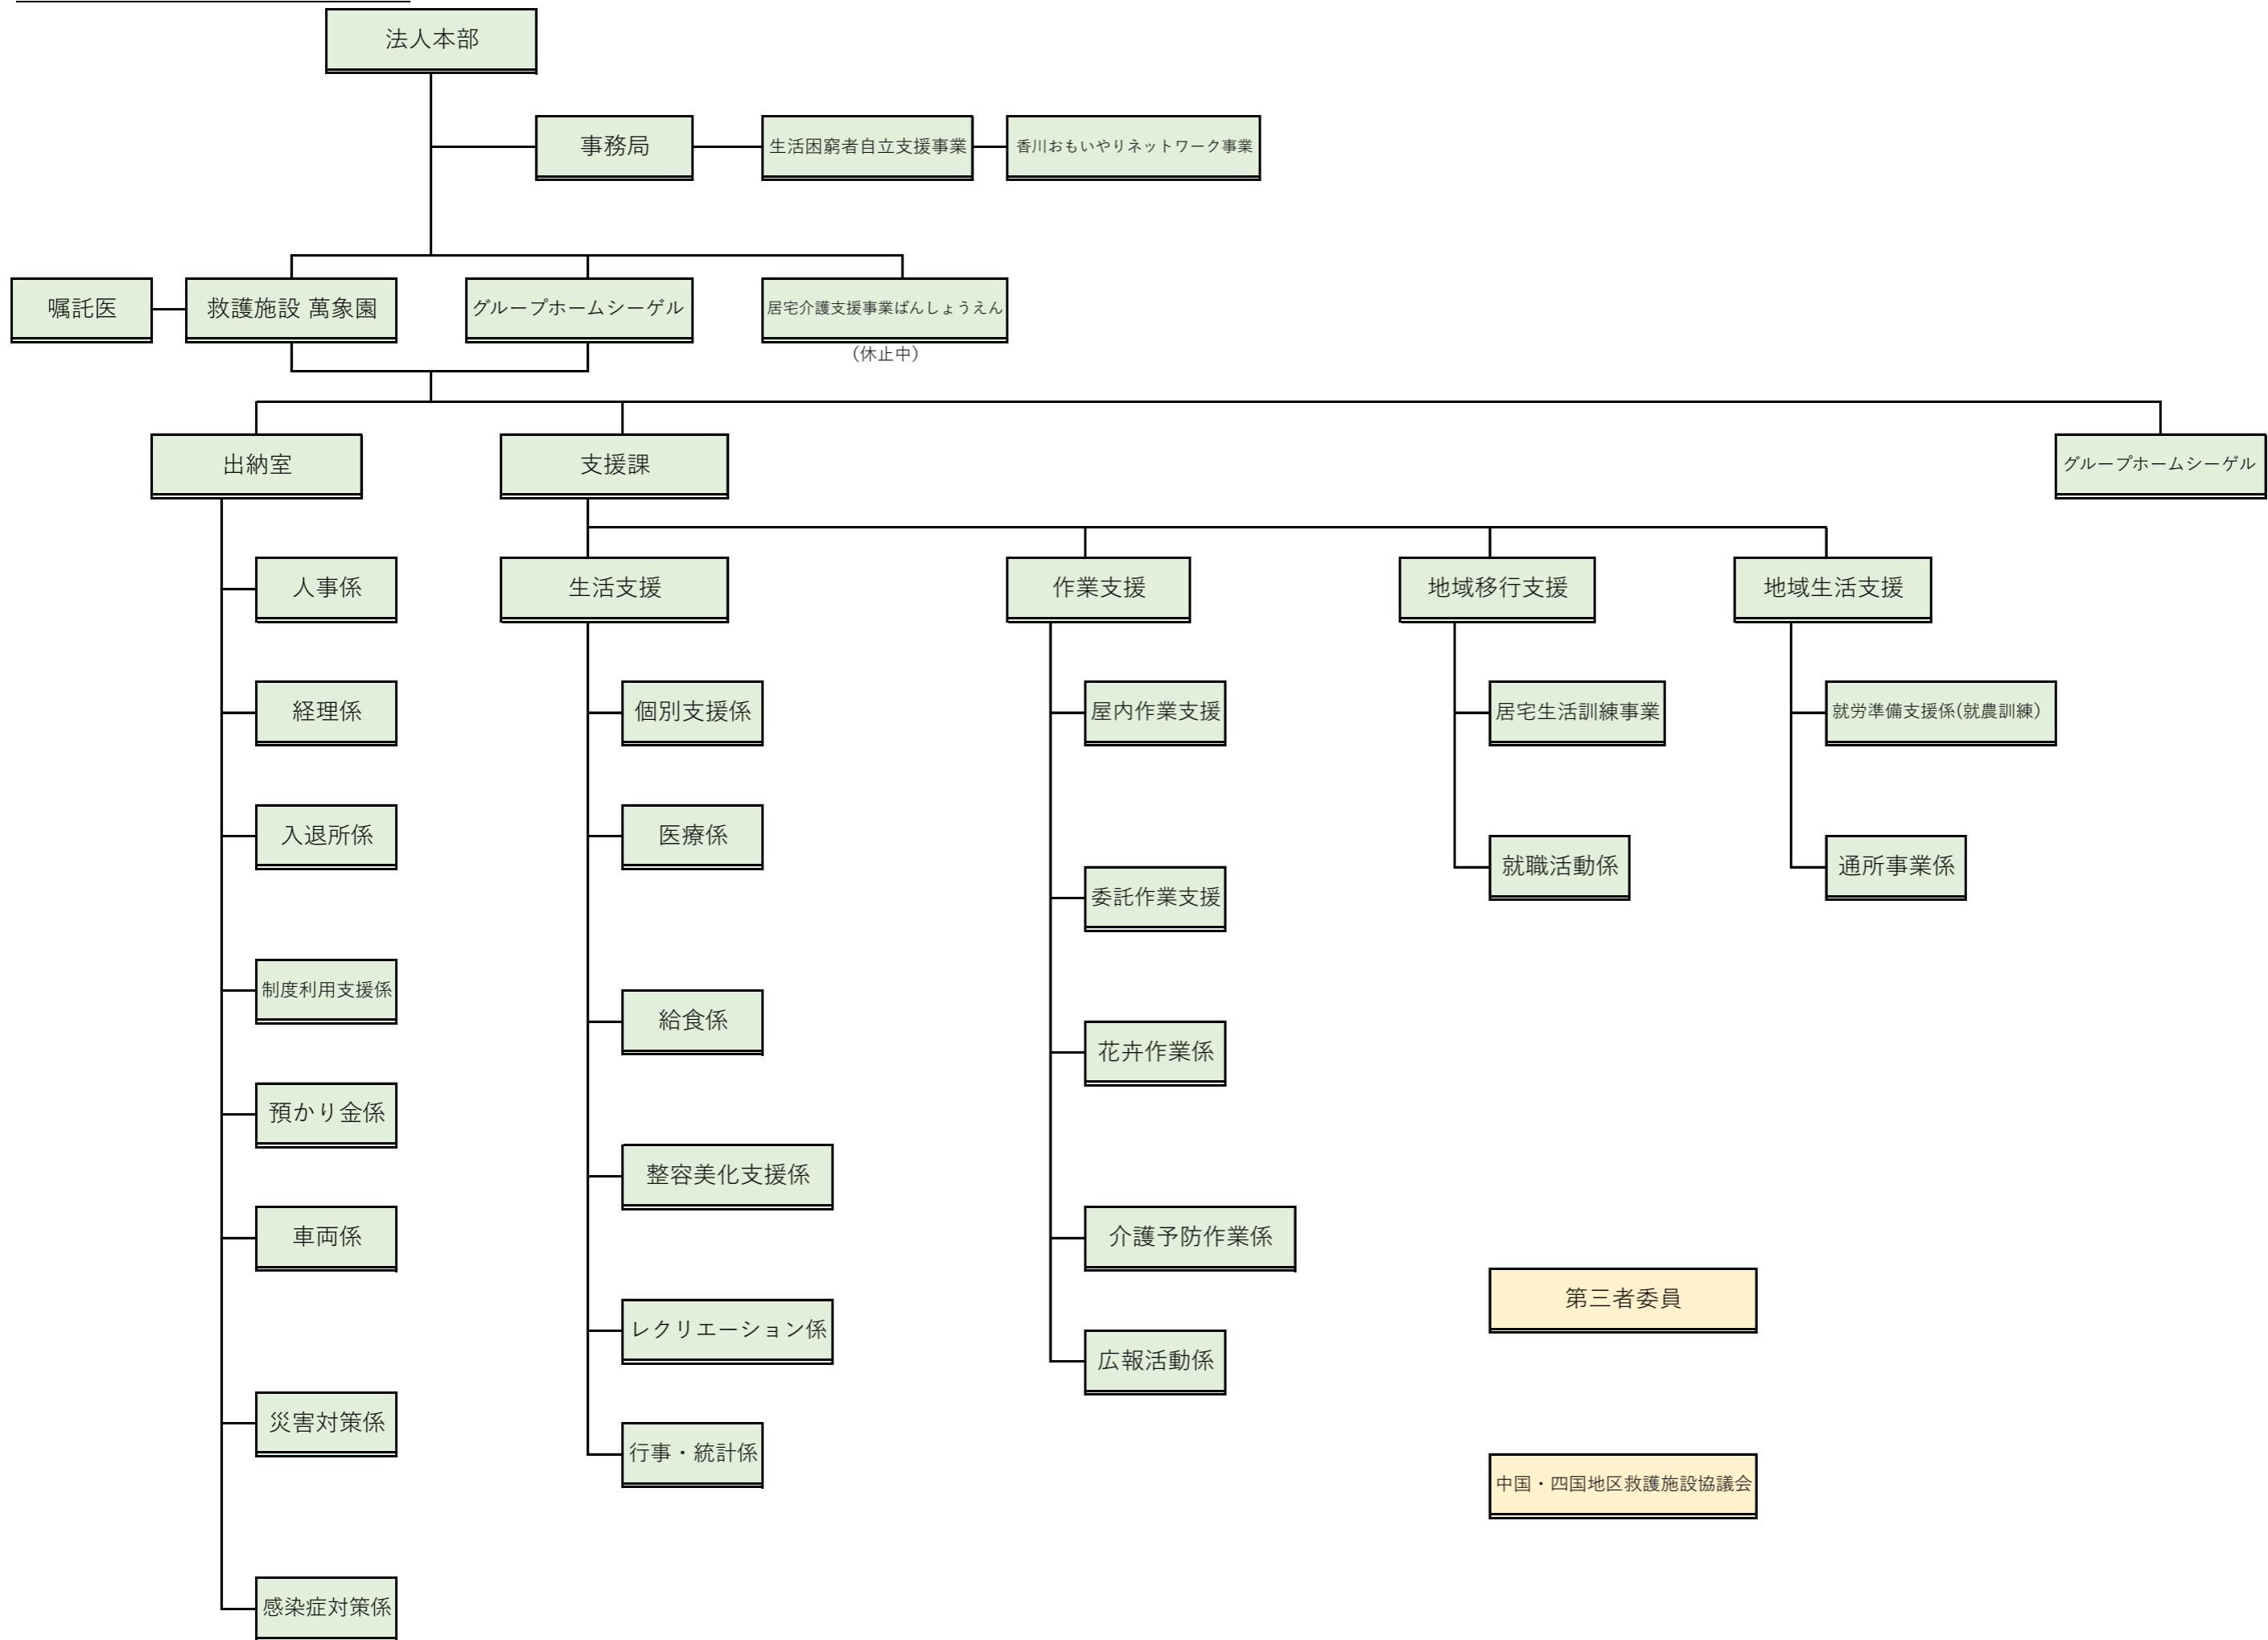 法人本部
事務局
生活困窮者自立支援事業
香川おもいやりネットワーク事業
嘱託医
救護施設 萬象園
グループホームシーゲル
居宅介護支援事業ばんしょうえん
(休止中)
出納室
支援課
グループホームシーゲル
人事係
生活支援
作業支援
地域移行支援
地域生活支援
経理係
個別支援係
屋内作業支援
居宅生活訓練事業
就労準備支援係(就農訓練)
入退所係
医療係
就職活動係
通所事業係
委託作業支援
制度利用支援係
給食係
花卉作業係
預かり金係
整容美化支援係
車両係
介護予防作業係
第三者委員
レクリエーション係
広報活動係
災害対策係
行事・統計係
中国・四国地区救護施設協議会
感染症対策係